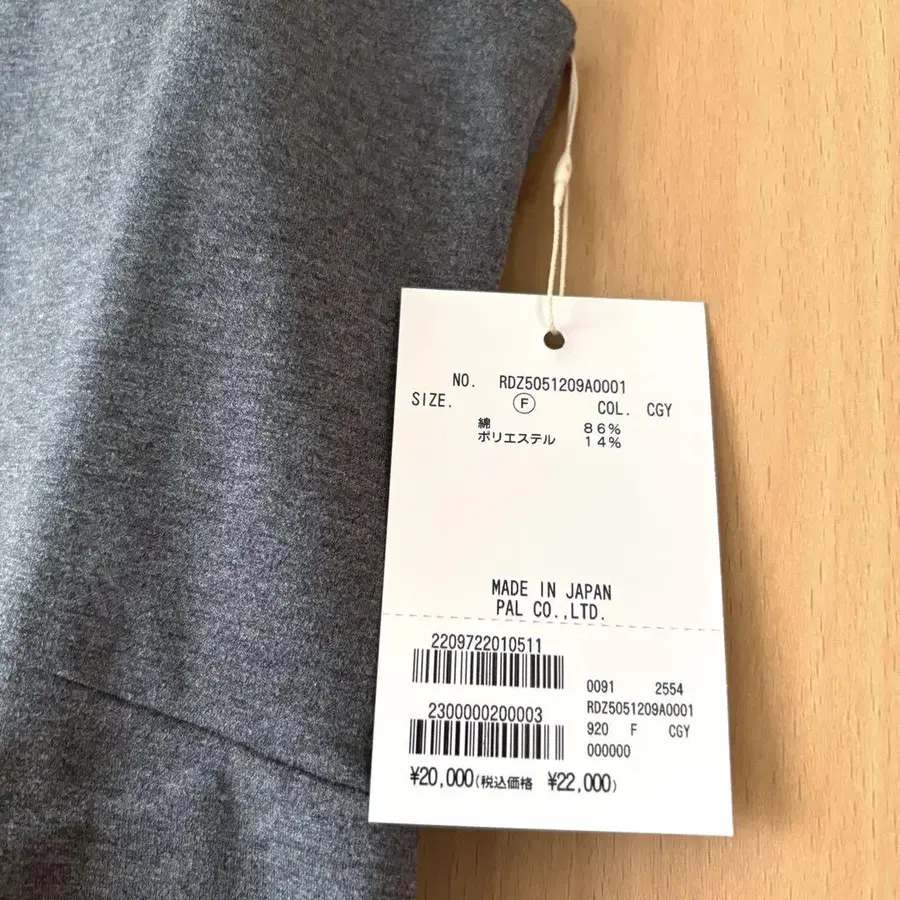 NO. RDZ5051209A0001
SIZE. Ⓕ COL. CGY
綿 86%
ポリエステル 14%
MADE IN JAPAN
PAL CO.,LTD.
2209722010511
0091 2554
RDZ5051209A0001
2300000200003
920 F CGY
000000
¥20,000(税込価格 ¥22,000)